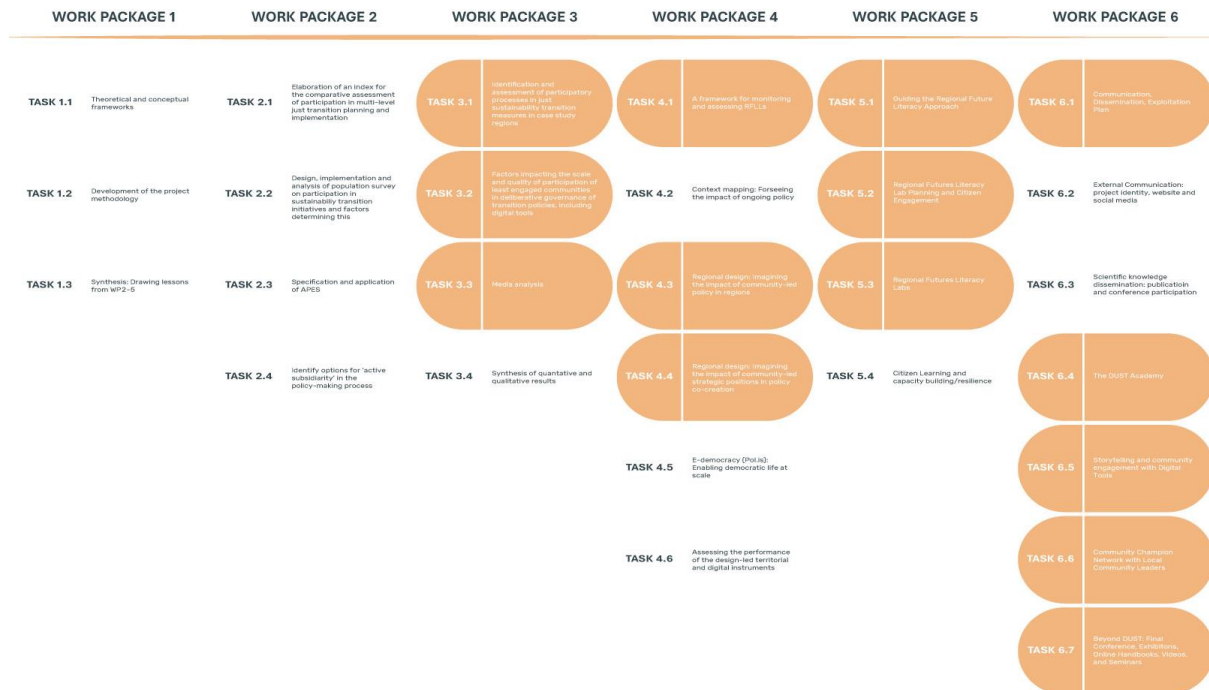 WORK PACKAGE 1
WORK PACKAGE 2
WORK PACKAGE 3
WORK PACKAGE 4
WORK PACKAGE 5
WORK PACKAGE 6
TASK 1.1
Theoretical and conceptual
frameworks
TASK 2.1
Elaboration of an index for
the comparative assessment
of participation in multi-level
just transition planning and
implementation
TASK 3.1
Identification and
assessment of participatory
processes in just
sustainability transition
measures in case study
regions
TASK 4.1
A framework for monitoring
and assessing RFLLs
TASK 5.1
Guiding the Regional Future
Literacy Approach
TASK 6.1
Communication,
Dissemination, Exploitation
Plan
TASK 1.2
Development of the project
methodology
TASK 2.2
Design, implementation and
analysis of population survey
on participation in
sustainabiliy transition
initiatives and factors
determining this
TASK 3.2
Factors impacting the scale
and quality of participation of
least engaged communities
in deliberative governance of
transition policies, including
digital tools
TASK 4.2
Context mapping: Forseeing
the impact of ongoing policy
TASK 5.2
Regional Futures Literacy
Lab Planning and Citizen
Engagement
TASK 6.2
External Communication:
project identity, website and
social media
TASK 1.3
Synthesis: Drawing lessons
from WP2-5
TASK 2.3
Specification and application
of APES
TASK 3.3
Media analysis
TASK 4.3
Regional design: Imagining
the impact of community-led
policy in regions
TASK 5.3
Regional Futures Literacy
Labs
TASK 6.3
Scientific knowledge
dissemination: publicatioin
and conference participation
TASK 2.4
Identify options for 'active
subsidiarity' in the
policy-making process
TASK 3.4
Synthesis of quantative and
qualitative results
TASK 4.4
Regional design: Imagining
the impact of community-led
strategic positions in policy
co-creation
TASK 5.4
Citizen Learning and
capacity building/resilience
TASK 6.4
The DUST Academy
TASK 4.5
E-democracy (Pol.is):
Enabling democratic life at
scale
TASK 6.5
Storytelling and community
engagement with Digital
Tools
TASK 4.6
Assessing the performance
of the design-led territorial
and digital instruments
TASK 6.6
Community Champion
Network with Local
Community Leaders
TASK 6.7
Beyond DUST: Final
Conference, Exhibitions,
Online Handbooks, Videos,
and Seminars